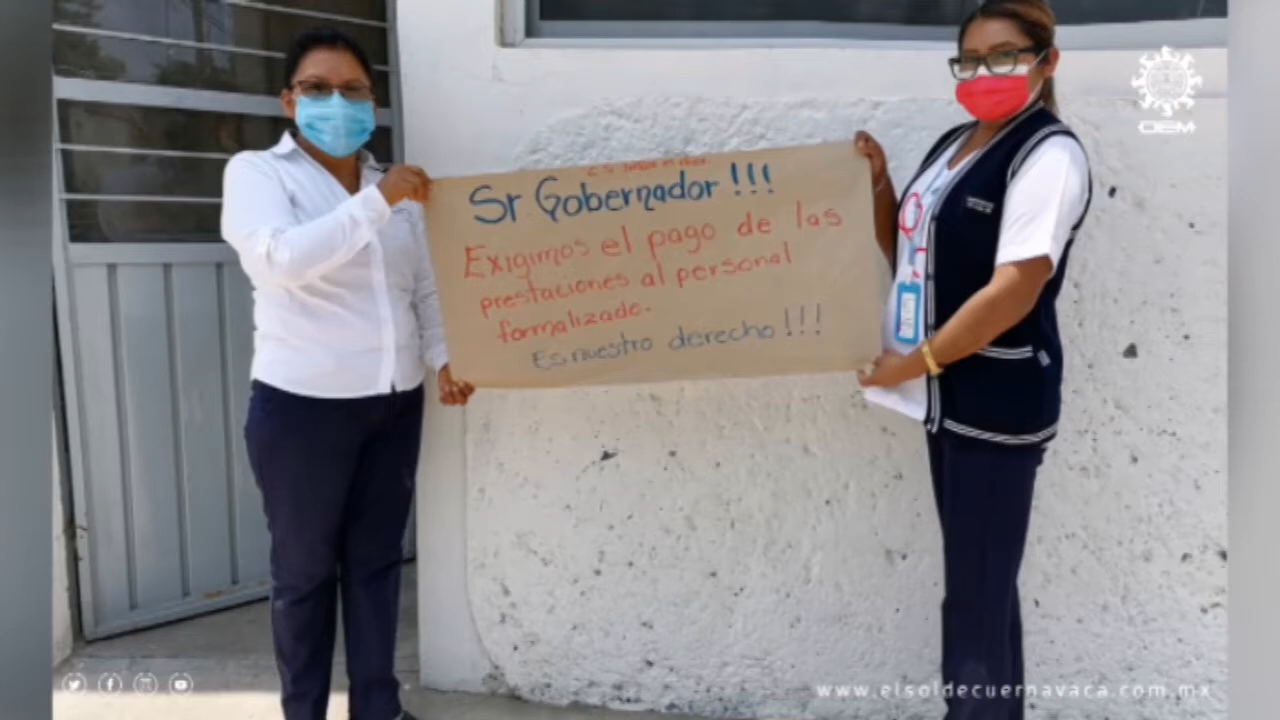 OEM
Sr Gobernador !!!
Exigimos el pago de las
prestaciones al personal
formalizado.
Es nuestro derecho !!!
www.elsoldecuernavaca.com.mx